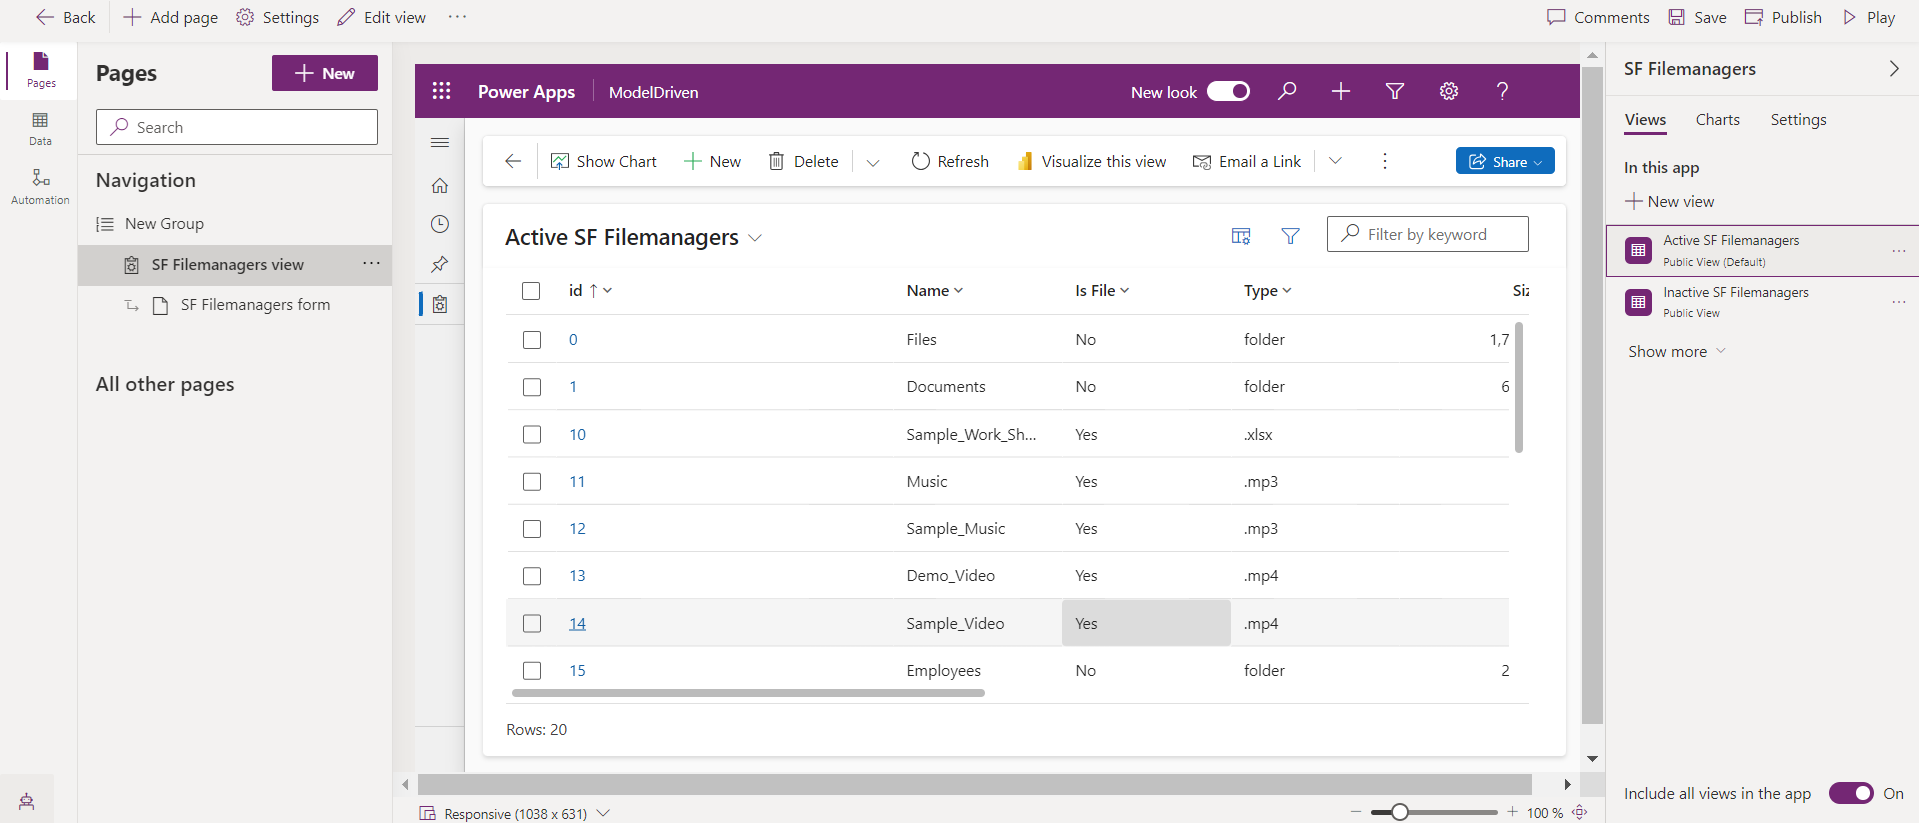 Back Add page Settings Edit view ··· Comments Save Publish Play
Pages
Data
Automation
Pages
New
Search
Navigation
New Group
SF Filemanagers view ···
SF Filemanagers form
All other pages
Power Apps ModelDriven New look ?
Show Chart New Delete Refresh Visualize this view Email a Link Share
Active SF Filemanagers Filter by keyword
id Name Is File Type Siz
0 Files No folder 1,7
1 Documents No folder 6
10 Sample_Work_Sh... Yes .xlsx
11 Music Yes .mp3
12 Sample_Music Yes .mp3
13 Demo_Video Yes .mp4
14 Sample_Video Yes .mp4
15 Employees No folder 2
Rows: 20
Responsive (1038 x 631) 100 %
SF Filemanagers
Views Charts Settings
In this app
New view
Active SF Filemanagers ···
Public View (Default)
Inactive SF Filemanagers ···
Public View
Show more
Include all views in the app On